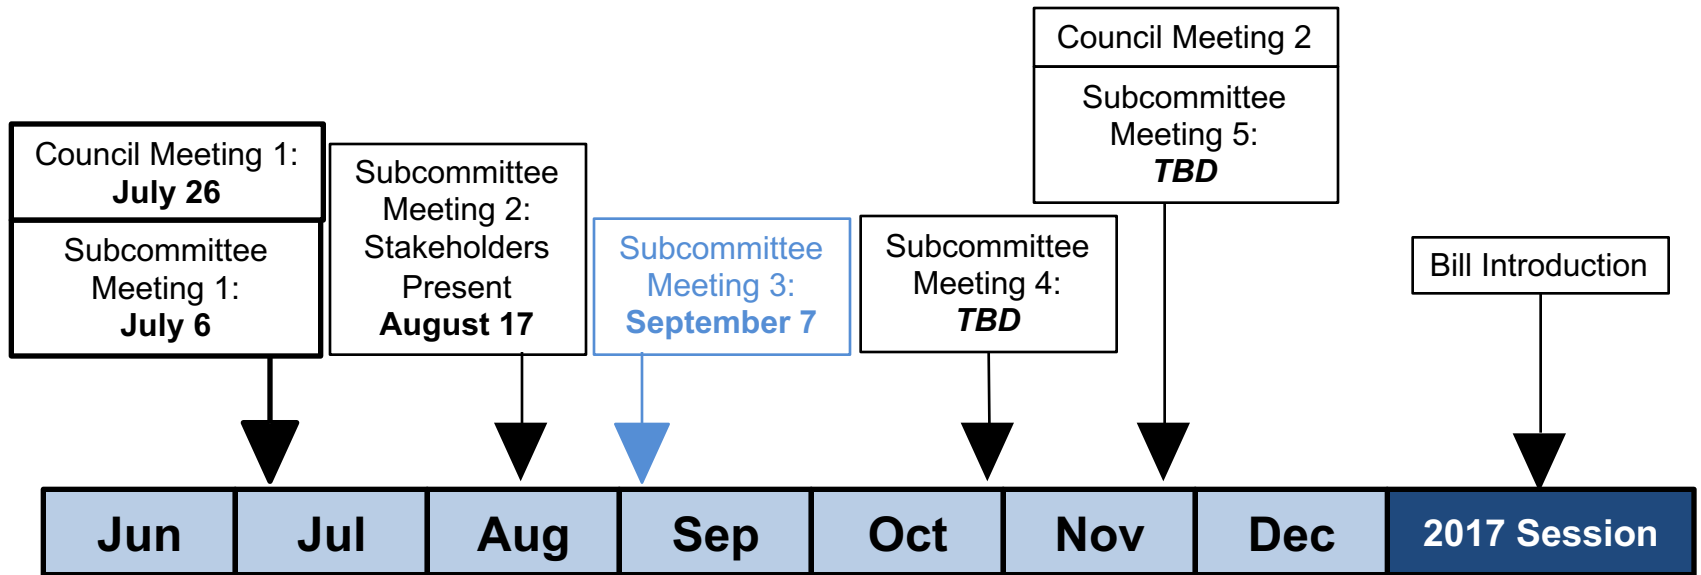 Council Meeting 1:
July 26
Subcommittee
Meeting 1:
July 6
Subcommittee
Meeting 2:
Stakeholders
Present
August 17
Subcommittee
Meeting 3:
September 7
Subcommittee
Meeting 4:
TBD
Council Meeting 2
Subcommittee
Meeting 5:
TBD
Bill Introduction
Jun
Jul
Aug
Sep
Oct
Nov
Dec
2017 Session